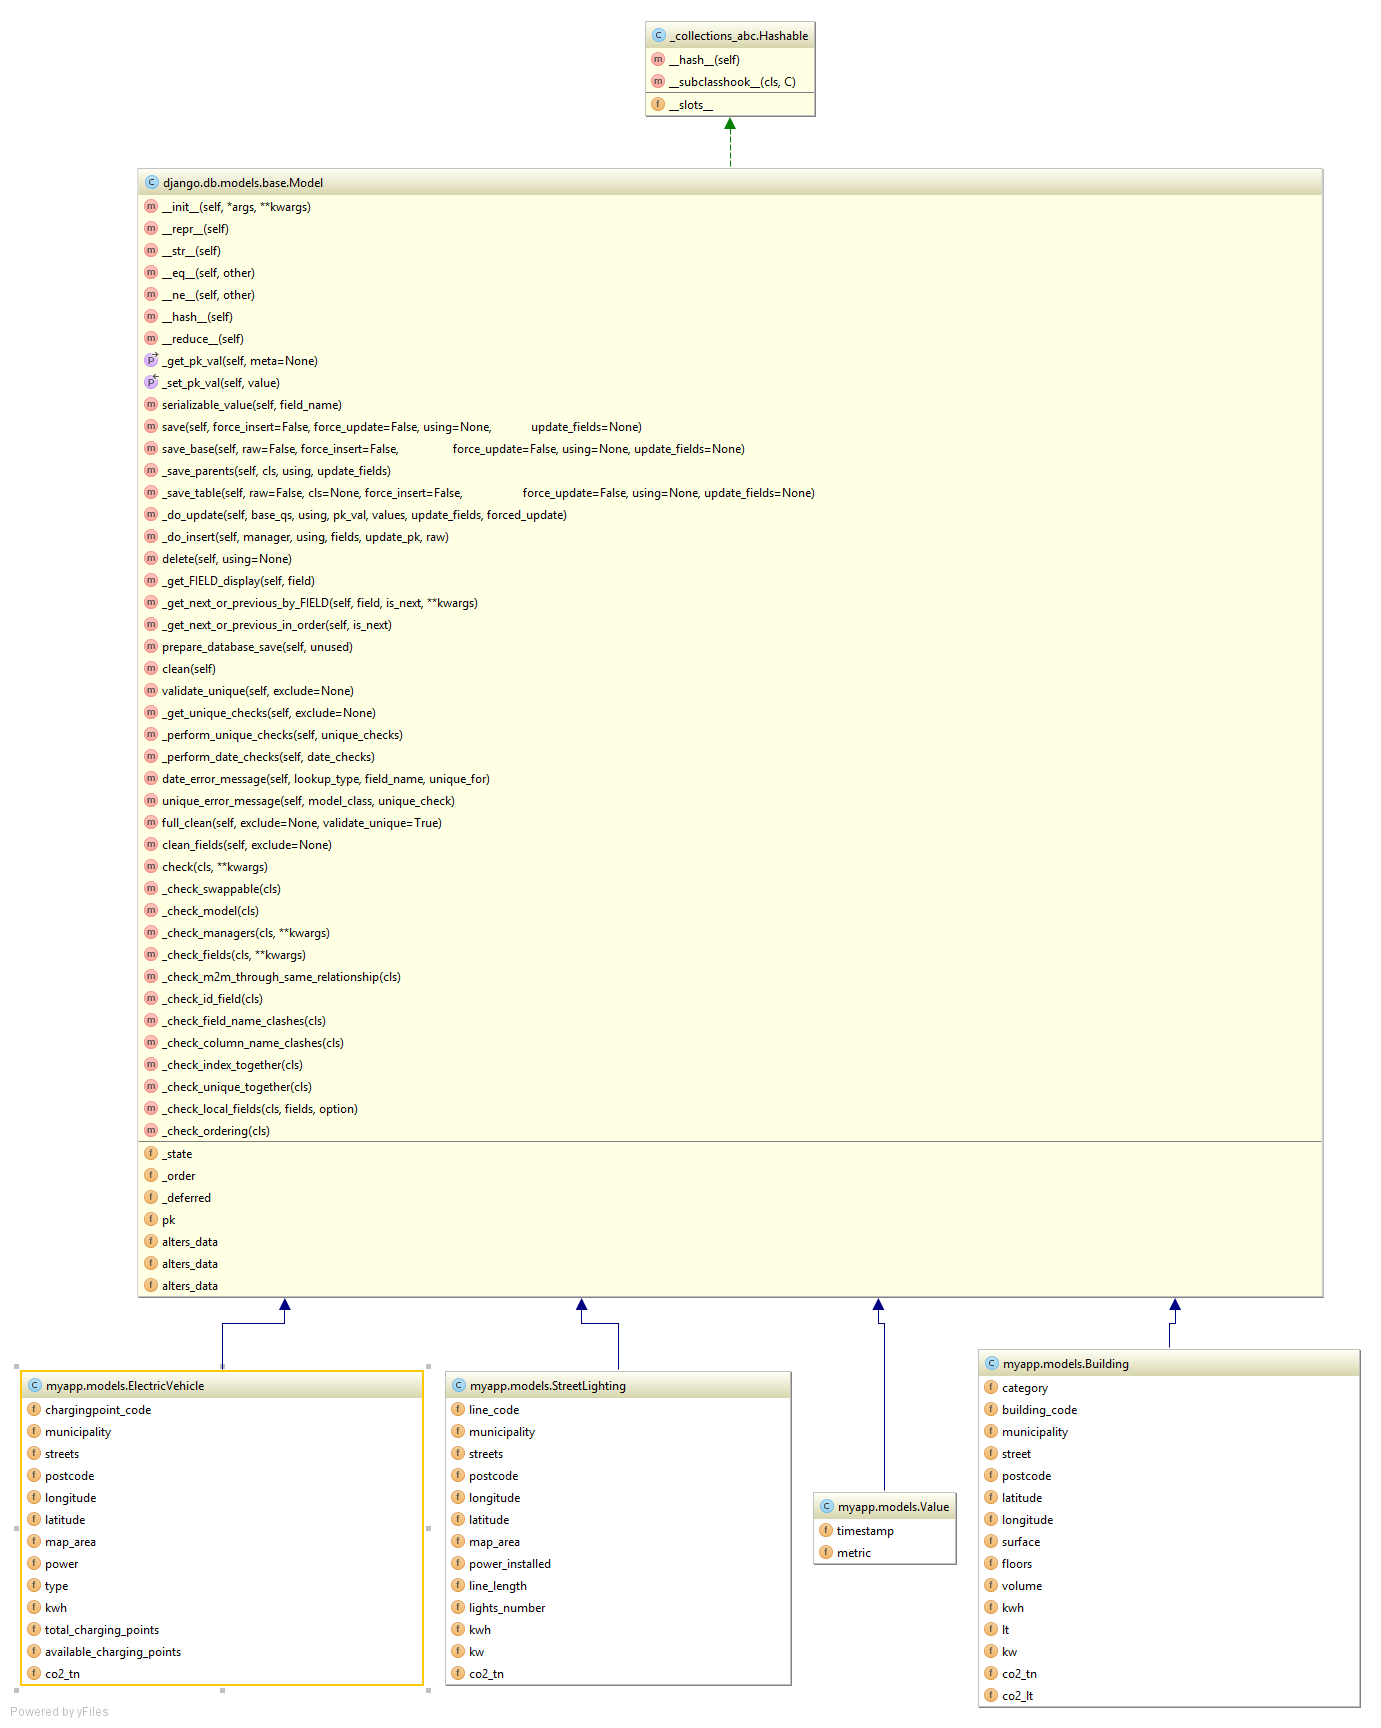 _collections_abc.Hashable
__hash__(self)
__subclasshook__(cls, C)
__slots__
django.db.models.base.Model
__init__(self, *args, **kwargs)
__repr__(self)
__str__(self)
__eq__(self, other)
__ne__(self, other)
__hash__(self)
__reduce__(self)
_get_pk_val(self, meta=None)
_set_pk_val(self, value)
serializable_value(self, field_name)
save(self, force_insert=False, force_update=False, using=None, update_fields=None)
save_base(self, raw=False, force_insert=False, force_update=False, using=None, update_fields=None)
_save_parents(self, cls, using, update_fields)
_save_table(self, raw=False, cls=None, force_insert=False, force_update=False, using=None, update_fields=None)
_do_update(self, base_qs, using, pk_val, values, update_fields, forced_update)
_do_insert(self, manager, using, fields, update_pk, raw)
delete(self, using=None)
_get_FIELD_display(self, field)
_get_next_or_previous_by_FIELD(self, field, is_next, **kwargs)
_get_next_or_previous_in_order(self, is_next)
prepare_database_save(self, unused)
clean(self)
validate_unique(self, exclude=None)
_get_unique_checks(self, exclude=None)
_perform_unique_checks(self, unique_checks)
_perform_date_checks(self, date_checks)
date_error_message(self, lookup_type, field_name, unique_for)
unique_error_message(self, model_class, unique_check)
full_clean(self, exclude=None, validate_unique=True)
clean_fields(self, exclude=None)
check(cls, **kwargs)
_check_swappable(cls)
_check_model(cls)
_check_managers(cls, **kwargs)
_check_fields(cls, **kwargs)
_check_m2m_through_same_relationship(cls)
_check_id_field(cls)
_check_field_name_clashes(cls)
_check_column_name_clashes(cls)
_check_index_together(cls)
_check_unique_together(cls)
_check_local_fields(cls, fields, option)
_check_ordering(cls)
_state
_order
_deferred
pk
alters_data
alters_data
alters_data
myapp.models.ElectricVehicle
chargingpoint_code
municipality
streets
postcode
longitude
latitude
map_area
power
type
kwh
total_charging_points
available_charging_points
co2_tn
myapp.models.StreetLighting
line_code
municipality
streets
postcode
longitude
latitude
map_area
power_installed
line_length
lights_number
kwh
kw
co2_tn
myapp.models.Value
timestamp
metric
myapp.models.Building
category
building_code
municipality
street
postcode
latitude
longitude
surface
floors
volume
kwh
lt
kw
co2_tn
co2_lt
Powered by yFiles